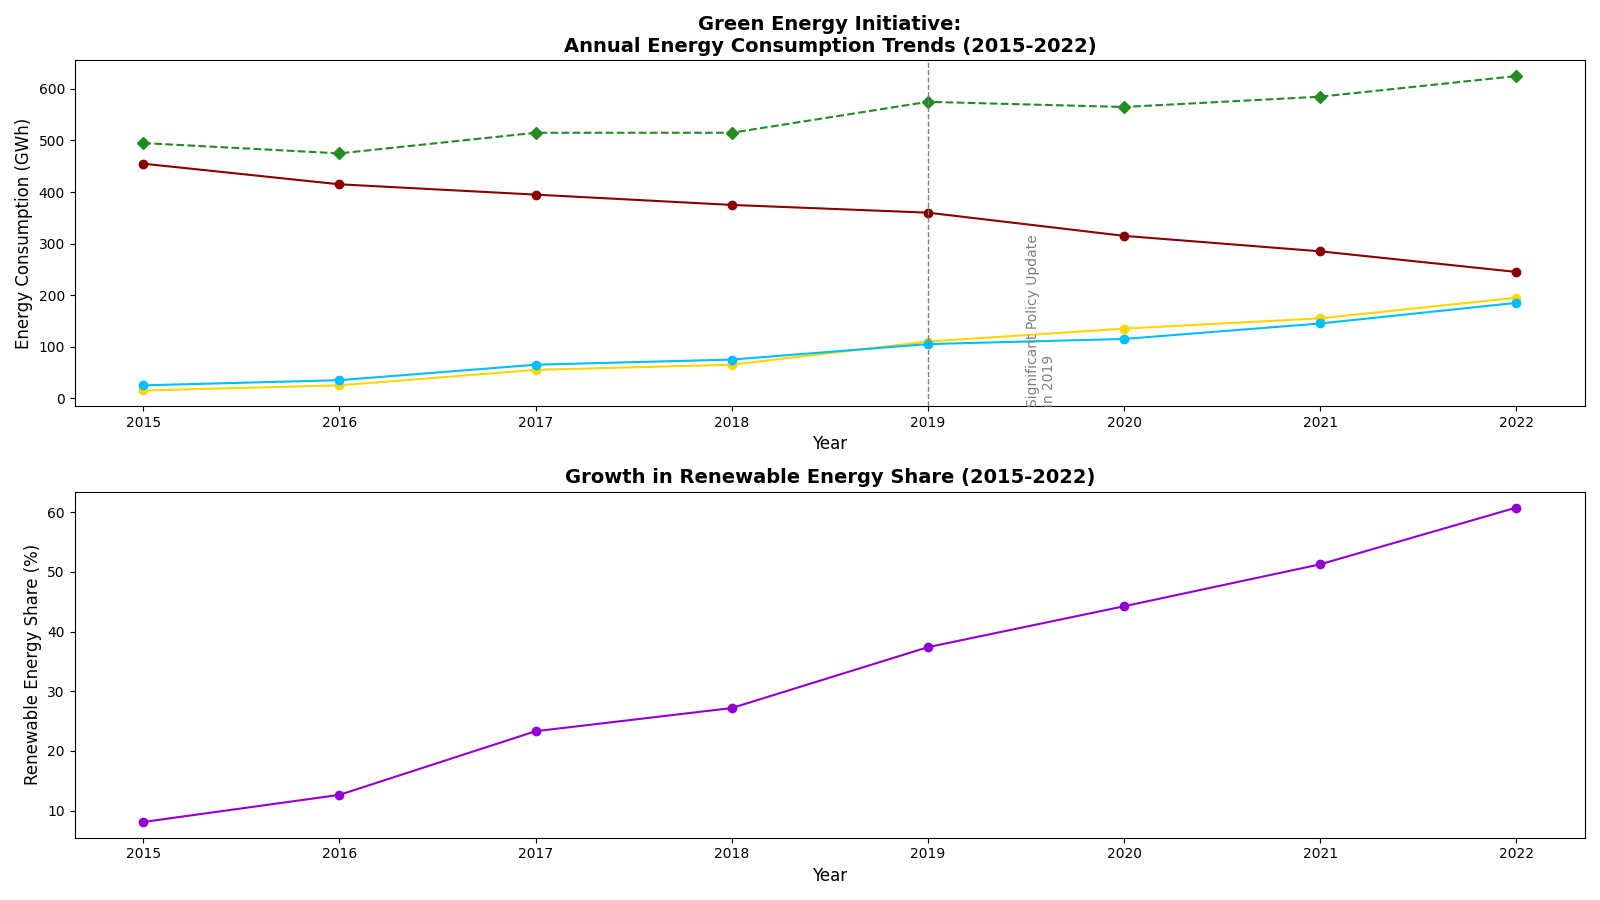 Green Energy Initiative:
Annual Energy Consumption Trends (2015-2022)
Energy Consumption (GWh)
600
500
400
300
200
100
0
Significant Policy Update
in 2019
2015 2016 2017 2018 2019 2020 2021 2022
Year
Growth in Renewable Energy Share (2015-2022)
Renewable Energy Share (%)
60
50
40
30
20
10
2015 2016 2017 2018 2019 2020 2021 2022
Year